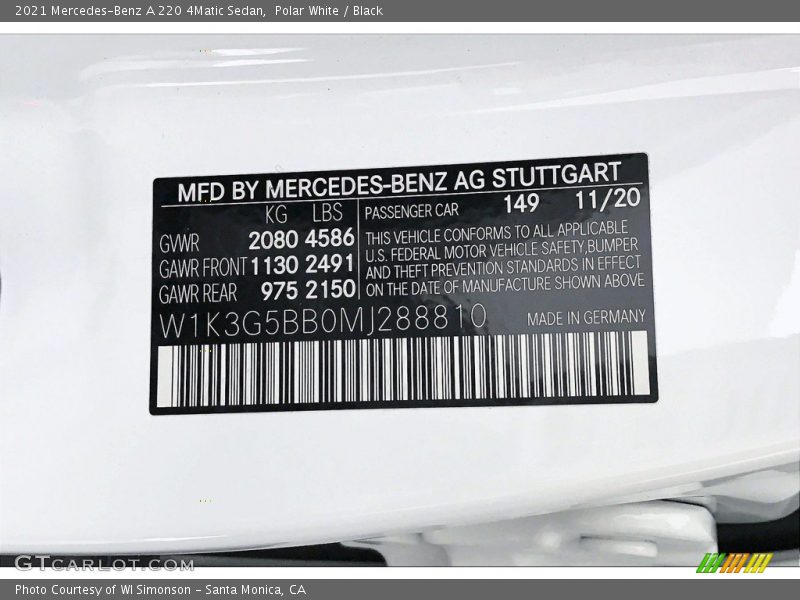 2021 Mercedes-Benz A 220 4Matic Sedan, Polar White / Black
MFD BY MERCEDES-BENZ AG STUTTGART
KG LBS
PASSENGER CAR 149 11/20
GVWR 2080 4586
GAWR FRONT 1130 2491
GAWR REAR 975 2150
THIS VEHICLE CONFORMS TO ALL APPLICABLE
U.S. FEDERAL MOTOR VEHICLE SAFETY,BUMPER
AND THEFT PREVENTION STANDARDS IN EFFECT
ON THE DATE OF MANUFACTURE SHOWN ABOVE
W1K3G5BB0MJ288810 MADE IN GERMANY
GTCARLOT.COM
Photo Courtesy of WI Simonson - Santa Monica, CA